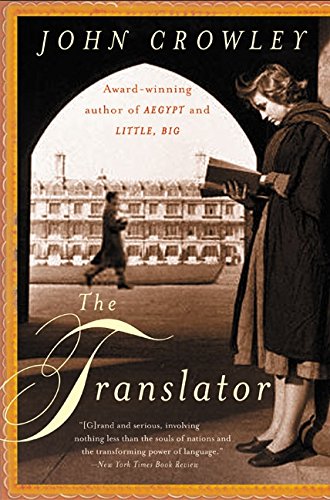 JOHN CROWLEY
Award-winning
author of AEGYPT and
LITTLE, BIG
The
Translator
"[G]rand and serious, involving
nothing less than the souls of nations and
the transforming power of language."
—New York Times Book Review